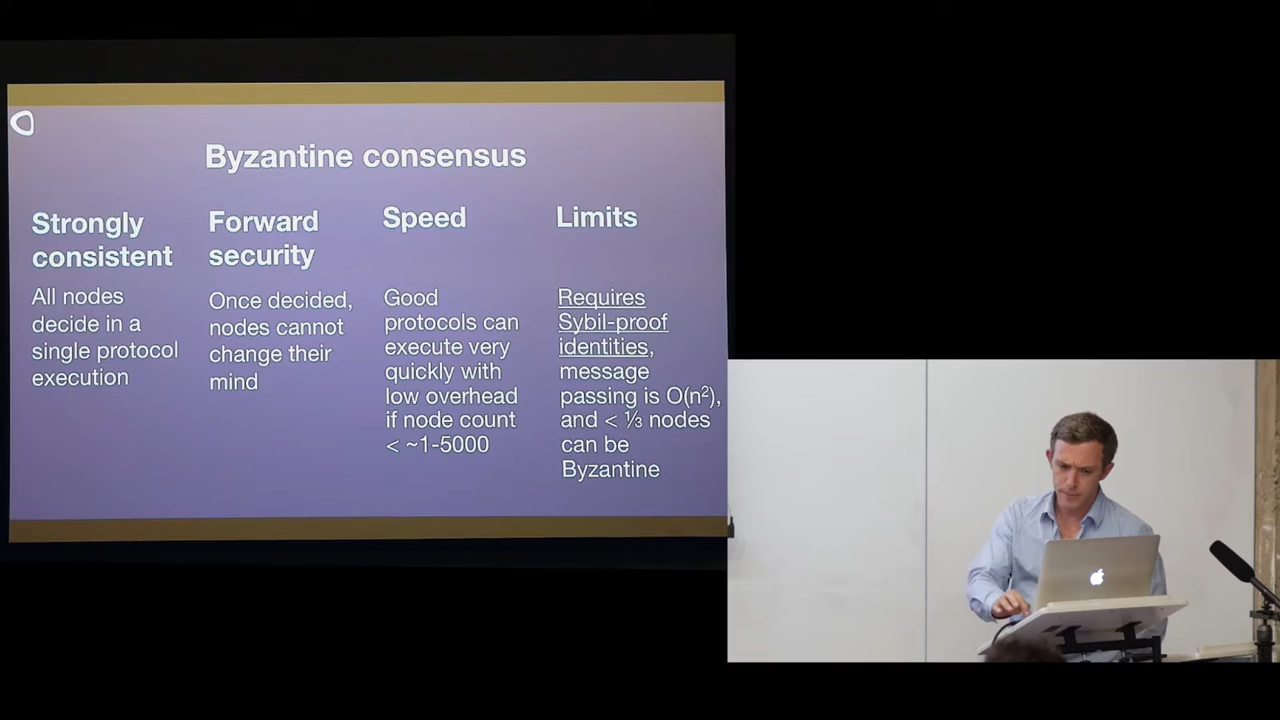 Byzantine consensus
Strongly
consistent
All nodes
decide in a
single protocol
execution
Forward
security
Once decided,
nodes cannot
change their
mind
Speed
Good
protocols can
execute very
quickly with
low overhead
if node count
< ~1-5000
Limits
Requires
Sybil-proof
identities,
message
passing is O(n²),
and < ⅓ nodes
can be
Byzantine